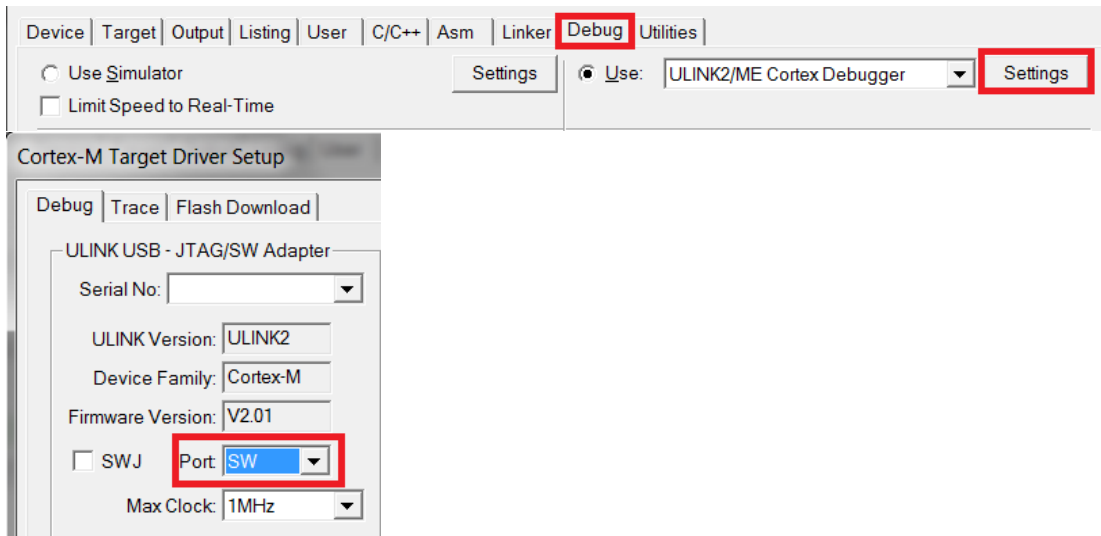 Device Target Output Listing User C/C++ Asm Linker Debug Utilities
Use Simulator Settings Use: ULINK2/ME Cortex Debugger Settings
Limit Speed to Real-Time
Cortex-M Target Driver Setup
Debug Trace Flash Download
ULINK USB - JTAG/SW Adapter
Serial No:
ULINK Version: ULINK2
Device Family: Cortex-M
Firmware Version: V2.01
SWJ Port: SW
Max Clock: 1MHz